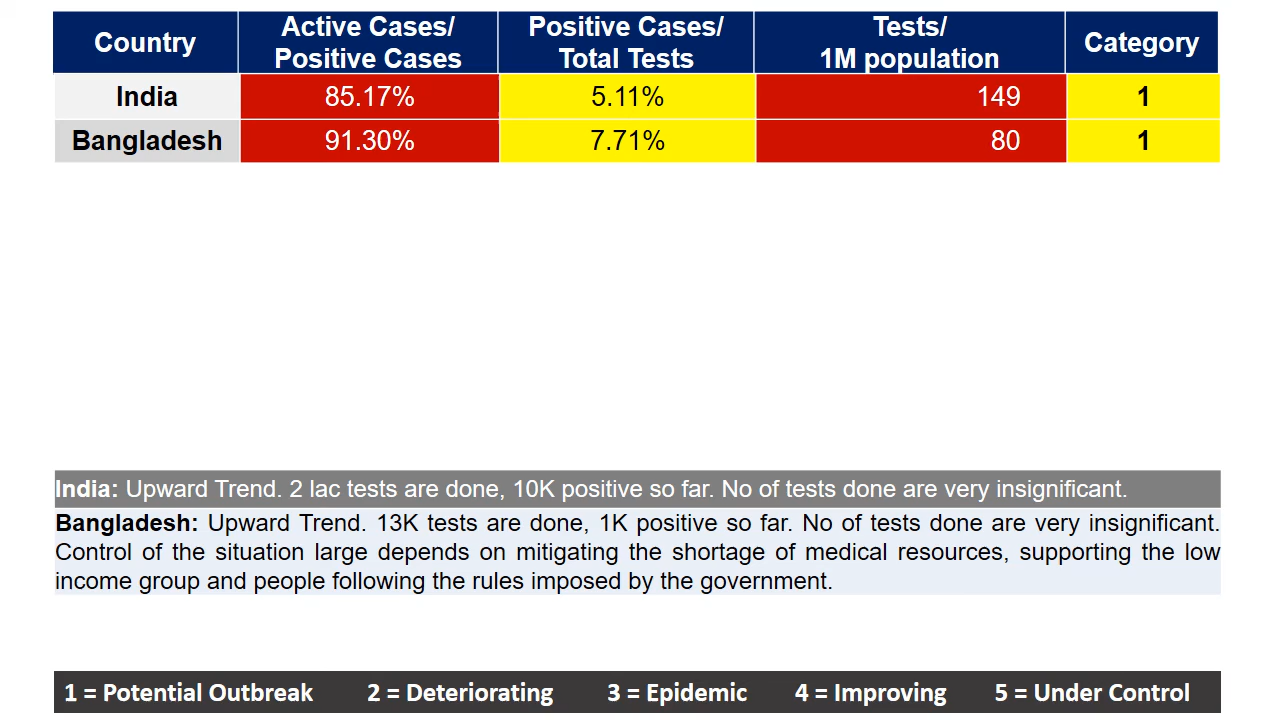 Country Active Cases/ Positive Cases Positive Cases/ Total Tests Tests/ 1M population Category
India 85.17% 5.11% 149 1
Bangladesh 91.30% 7.71% 80 1
India: Upward Trend. 2 lac tests are done, 10K positive so far. No of tests done are very insignificant.
Bangladesh: Upward Trend. 13K tests are done, 1K positive so far. No of tests done are very insignificant.
Control of the situation large depends on mitigating the shortage of medical resources, supporting the low
income group and people following the rules imposed by the government.
1 = Potential Outbreak 2 = Deteriorating 3 = Epidemic 4 = Improving 5 = Under Control